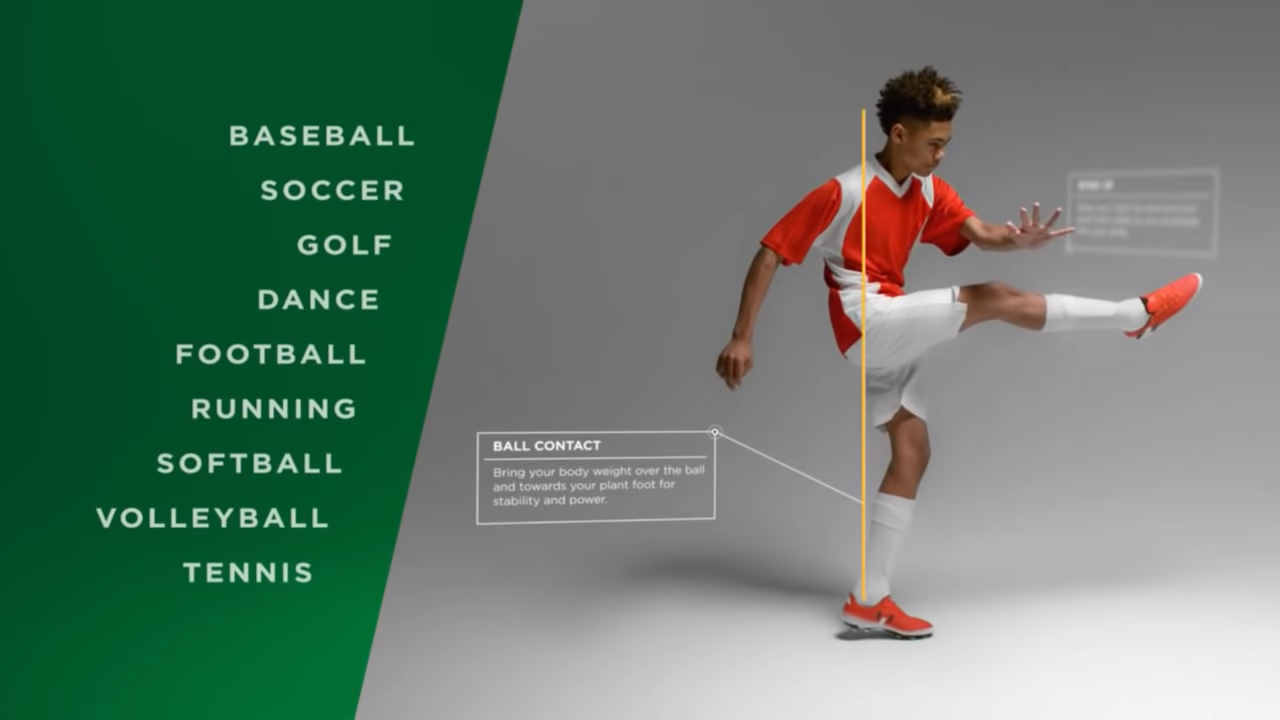 BASEBALL
SOCCER
GOLF
DANCE
FOOTBALL
RUNNING
SOFTBALL
VOLLEYBALL
TENNIS
BALL CONTACT
Bring your body weight over the ball
and towards your plant foot for
stability and power.